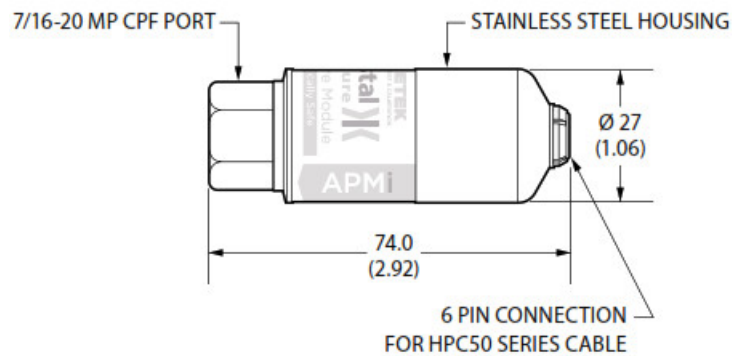 7/16-20 MP CPF PORT
STAINLESS STEEL HOUSING
APMi
Ø 27
(1.06)
74.0
(2.92)
6 PIN CONNECTION
FOR HPC50 SERIES CABLE